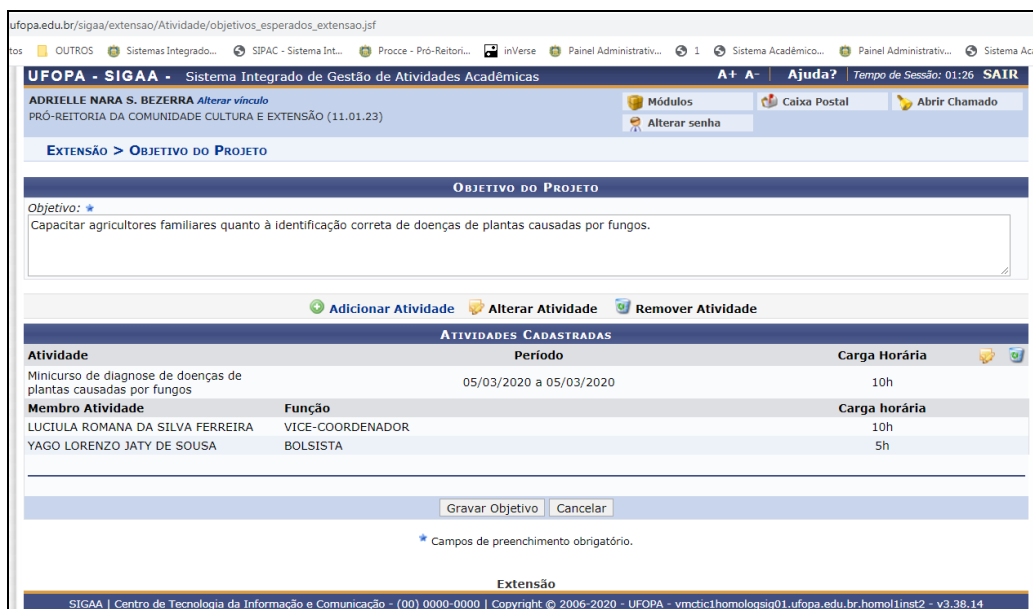 ufopa.edu.br/sigaa/extensao/Atividade/objetivos_esperados_extensao.jsf
tos OUTROS Sistemas Integrado... SIPAC - Sistema Int... Procce - Pró-Reitori... inVerse Painel Administrativ... 1 Sistema Acadêmico... Painel Administrativ... Sistema Ac
UFOPA - SIGAA - Sistema Integrado de Gestão de Atividades Acadêmicas A+ A- Ajuda? Tempo de Sessão: 01:26 SAIR
ADRIELLE NARA S. BEZERRA Alterar vínculo Módulos Caixa Postal Abrir Chamado
PRÓ-REITORIA DA COMUNIDADE CULTURA E EXTENSÃO (11.01.23) Alterar senha
EXTENSÃO > OBJETIVO DO PROJETO
OBJETIVO DO PROJETO
Objetivo:
Capacitar agricultores familiares quanto à identificação correta de doenças de plantas causadas por fungos.
Adicionar Atividade Alterar Atividade Remover Atividade
ATIVIDADES CADASTRADAS
Atividade Período Carga Horária
Minicurso de diagnose de doenças de
plantas causadas por fungos 05/03/2020 a 05/03/2020 10h
Membro Atividade Função Carga horária
LUCIULA ROMANA DA SILVA FERREIRA VICE-COORDENADOR 10h
YAGO LORENZO JATY DE SOUSA BOLSISTA 5h
Gravar Objetivo Cancelar
Campos de preenchimento obrigatório.
Extensão
SIGAA | Centro de Tecnologia da Informação e Comunicação - (00) 0000-0000 | Copyright © 2006-2020 - UFOPA - vmctic1homologsig01.ufopa.edu.br.homol1inst2 - v3.38.14